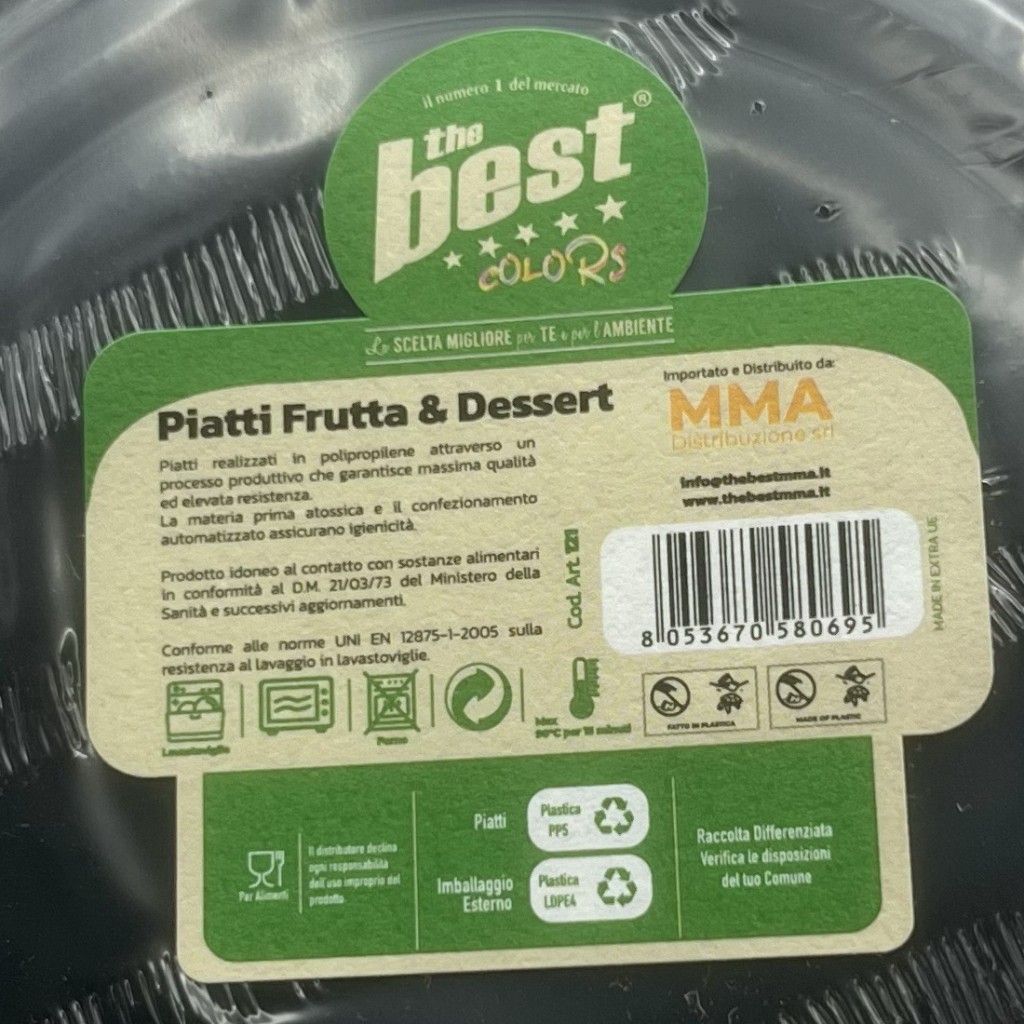 il numero 1 del mercato
the
best®
COLORS
La SCELTA MIGLIORE per TE e per l'AMBIENTE
Piatti Frutta & Dessert
Piatti realizzati in polipropilene attraverso un
processo produttivo che garantisce massima qualità
ed elevata resistenza.
La materia prima atossica e il confezionamento
automatizzato assicurano igienicità.
Prodotto idoneo al contatto con sostanze alimentari
in conformità al D.M. 21/03/73 del Ministero della
Sanità e successivi aggiornamenti.
Conforme alle norme UNI EN 12875-1-2005 sulla
resistenza al lavaggio in lavastoviglie.
Importato e Distribuito da:
MMA
Distribuzione srl
info@thebestmma.it
www.thebestmma.it
Cod. Art. 121
8 053670 580695
MADE IN EXTRA UE
Lavastoviglie
Forno
Max
90°C per 15 minuti
FATTO IN PLASTICA
MADE OF PLASTIC
Per Alimenti
Il distributore declina
ogni responsabilità
dell'uso improprio del
prodotto.
Piatti
Plastica
PP5
Imballaggio
Esterno
Plastica
LDPE4
Raccolta Differenziata
Verifica le disposizioni
del tuo Comune